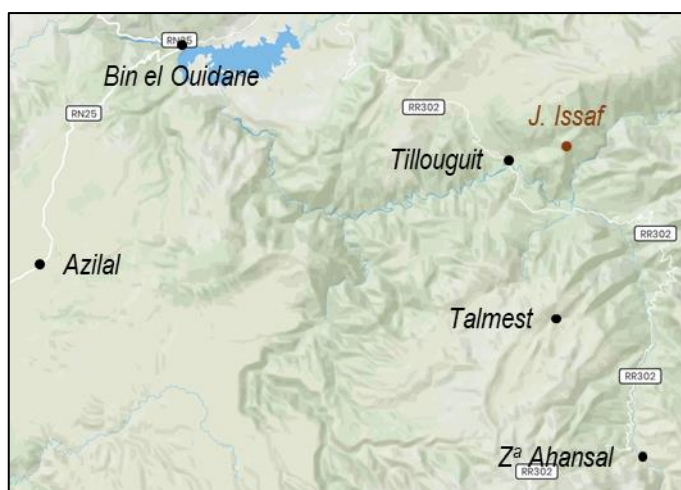 RN25
Bin el Ouidane
RN25
RR302
J. Issaf
Tillouguit
RR302
Azilal
Talmest
RR302
Zª Ahansal
RR302